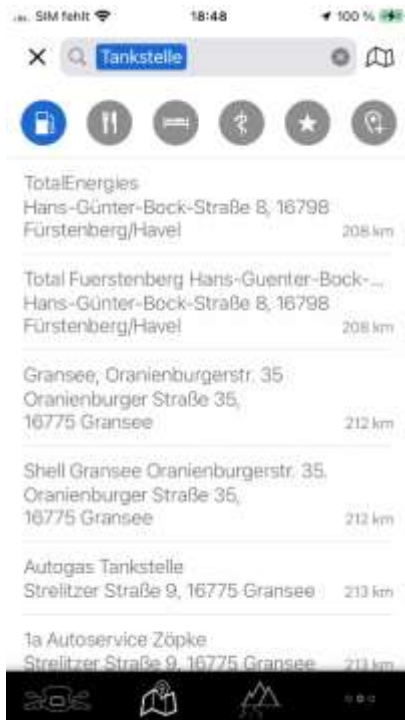 SIM fehlt 18:48 100 %
Tankstelle
TotalEnergies
Hans-Günter-Bock-Straße 8, 16798
Fürstenberg/Havel 208 km
Total Fuerstenberg Hans-Guenter-Bock-...
Hans-Günter-Bock-Straße 8, 16798
Fürstenberg/Havel 208 km
Gransee, Oranienburgerstr. 35
Oranienburger Straße 35,
16775 Gransee 212 km
Shell Gransee Oranienburgerstr. 35.
Oranienburger Straße 35,
16775 Gransee 212 km
Autogas Tankstelle
Strelitzer Straße 9, 16775 Gransee 213 km
1a Autoservice Zöpke
Strelitzer Straße 9, 16775 Gransee 213 km